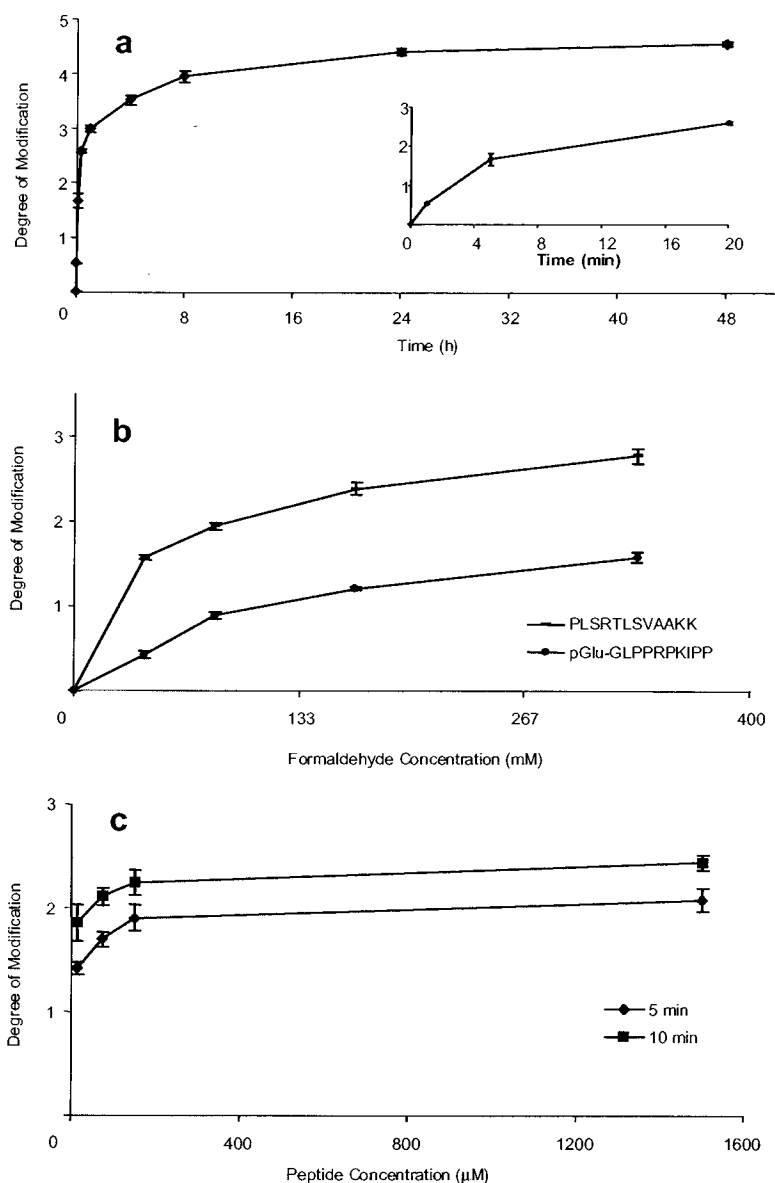 a
Degree of Modification
5
4
3
2
1
0
8
16
24
32
40
48
Time (h)
3
2
1
0
4
8
12
16
20
Time (min)
b
Degree of Modification
3
2
1
0
133
267
400
Formaldehyde Concentration (mM)
PLSRTLSVAAKK
pGlu-GLPPRPKIPP
c
Degree of Modification
3
2
1
0
400
800
1200
1600
Peptide Concentration (µM)
5 min
10 min